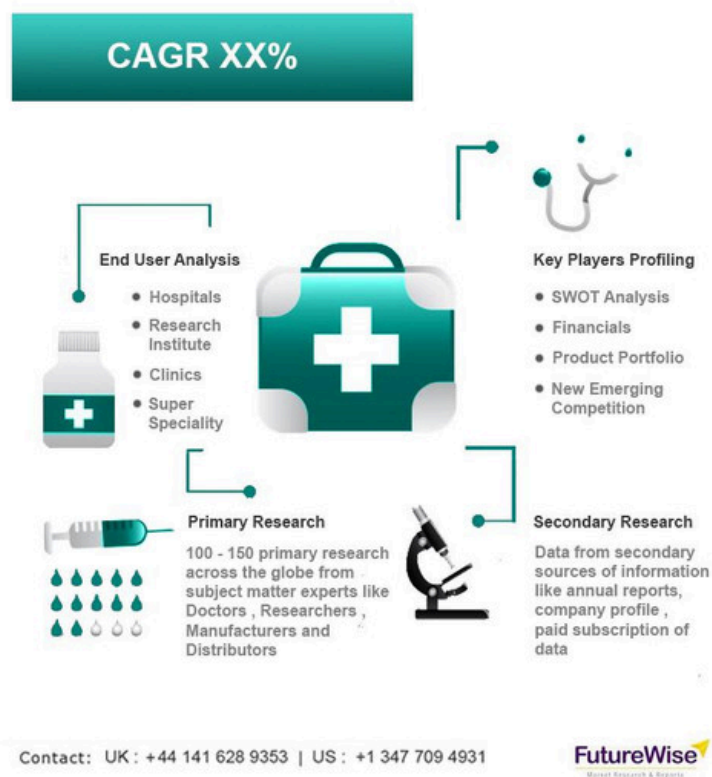 CAGR XX%
End User Analysis
Hospitals
Research
Institute
Clinics
Super
Speciality
Key Players Profiling
SWOT Analysis
Financials
Product Portfolio
New Emerging
Competition
Primary Research
100 - 150 primary research
across the globe from
subject matter experts like
Doctors , Researchers ,
Manufacturers and
Distributors
Secondary Research
Data from secondary
sources of information
like annual reports,
company profile ,
paid subscription of
data
Contact: UK : +44 141 628 9353 | US : +1 347 709 4931
FutureWise
Market Research & Reports